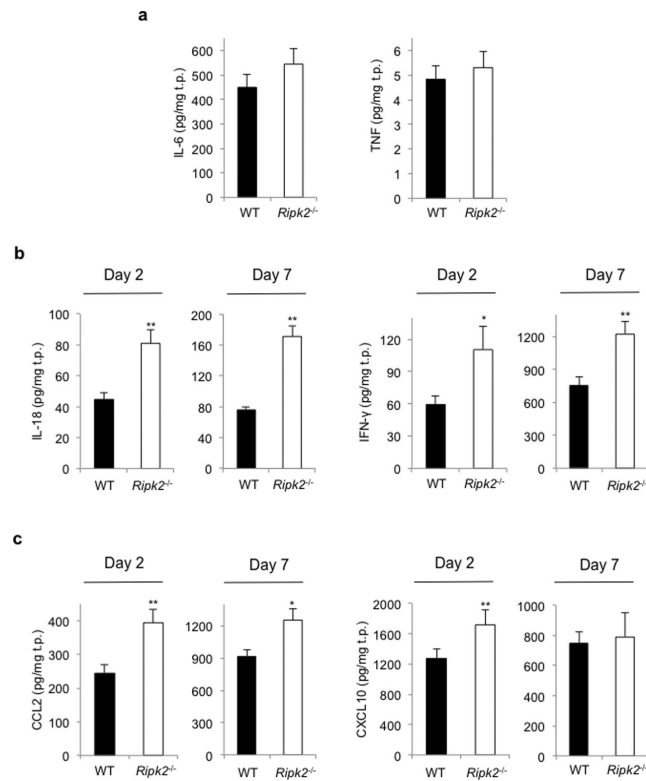 a
IL-6 (pg/mg t.p.)
600
500
400
300
200
100
0
WT Ripk2-/-
TNF (pg/mg t.p.)
6
5
4
3
2
1
0
WT Ripk2-/-
b
Day 2
IL-18 (pg/mg t.p.)
80
60
40
20
0
**
WT Ripk2-/-
Day 7
200
160
120
80
40
0
**
WT Ripk2-/-
Day 2
IFN-γ (pg/mg t.p.)
120
90
60
30
0
*
WT Ripk2-/-
Day 7
1200
900
600
300
0
**
WT Ripk2-/-
c
Day 2
CCL2 (pg/mg t.p.)
400
300
200
100
0
**
WT Ripk2-/-
Day 7
1200
900
600
300
0
*
WT Ripk2-/-
Day 2
CXCL10 (pg/mg t.p.)
2000
1600
1200
800
400
0
**
WT Ripk2-/-
Day 7
1000
800
600
400
200
0
WT Ripk2-/-